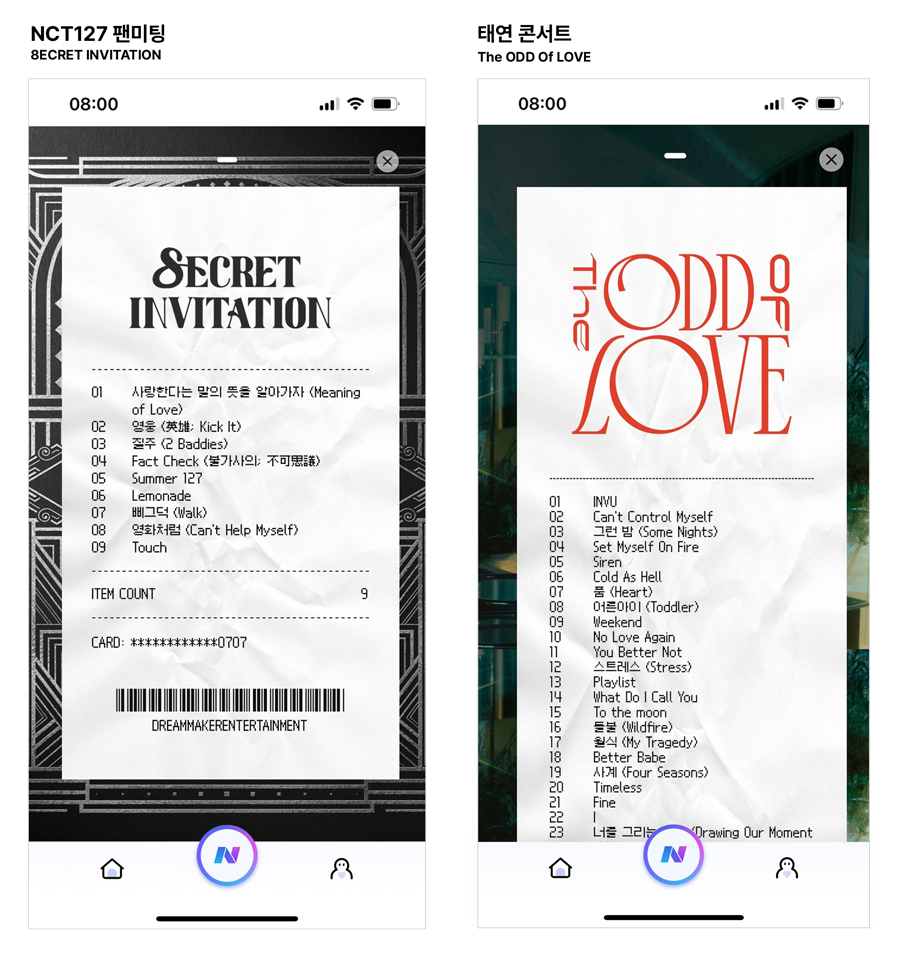 NCT127 팬미팅
8ECRET INVITATION
08:00
8ECRET
INVITATION
01 사랑한다는 말의 뜻을 알아가자 (Meaning
of Love)
02 영웅 (英雄; Kick It)
03 질주 (2 Baddies)
04 Fact Check (불가사의; 不可思議)
05 Summer 127
06 Lemonade
07 삐그덕 (Walk)
08 영화처럼 (Can't Help Myself)
09 Touch
ITEM COUNT 9
CARD: ************0707
DREAMMAKERENTERTAINMENT
N
태연 콘서트
The ODD Of LOVE
08:00
The ODD OF
LOVE
01 INVU
02 Can't Control Myself
03 그런 밤 (Some Nights)
04 Set Myself On Fire
05 Siren
06 Cold As Hell
07 품 (Heart)
08 어른아이 (Toddler)
09 Weekend
10 No Love Again
11 You Better Not
12 스트레스 (Stress)
13 Playlist
14 What Do I Call You
15 To the moon
16 들불 (Wildfire)
17 월식 (My Tragedy)
18 Better Babe
19 사계 (Four Seasons)
20 Timeless
21 Fine
22 I
23 너를 그리는 (Drawing Our Moment
N